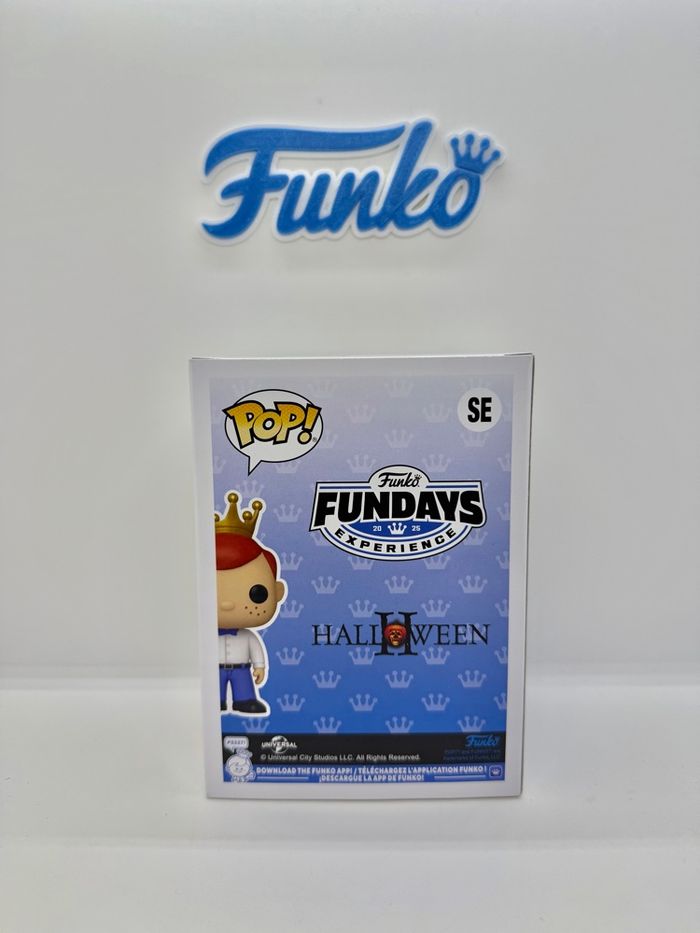 Funko
POP!
SE
Funko
FUNDAYS
20 25
EXPERIENCE
HALLOWEEN
II
UNIVERSAL
© Universal City Studios LLC. All Rights Reserved.
Funko
DOWNLOAD THE FUNKO APP! / TÉLÉCHARGEZ L'APPLICATION FUNKO !
¡DESCARGUE LA APP DE FUNKO!